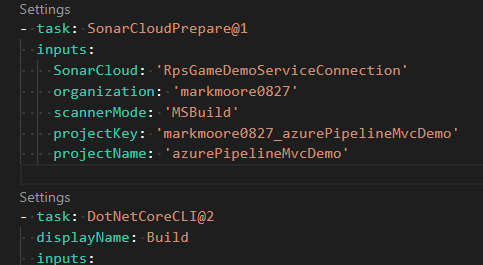 Settings
- task: SonarCloudPrepare@1
inputs:
SonarCloud: 'RpsGameDemoServiceConnection'
organization: 'markmoore0827'
scannerMode: 'MSBuild'
projectKey: 'markmoore0827_azurePipelineMvcDemo'
projectName: 'azurePipelineMvcDemo'
Settings
- task: DotNetCoreCLI@2
displayName: Build
inputs: